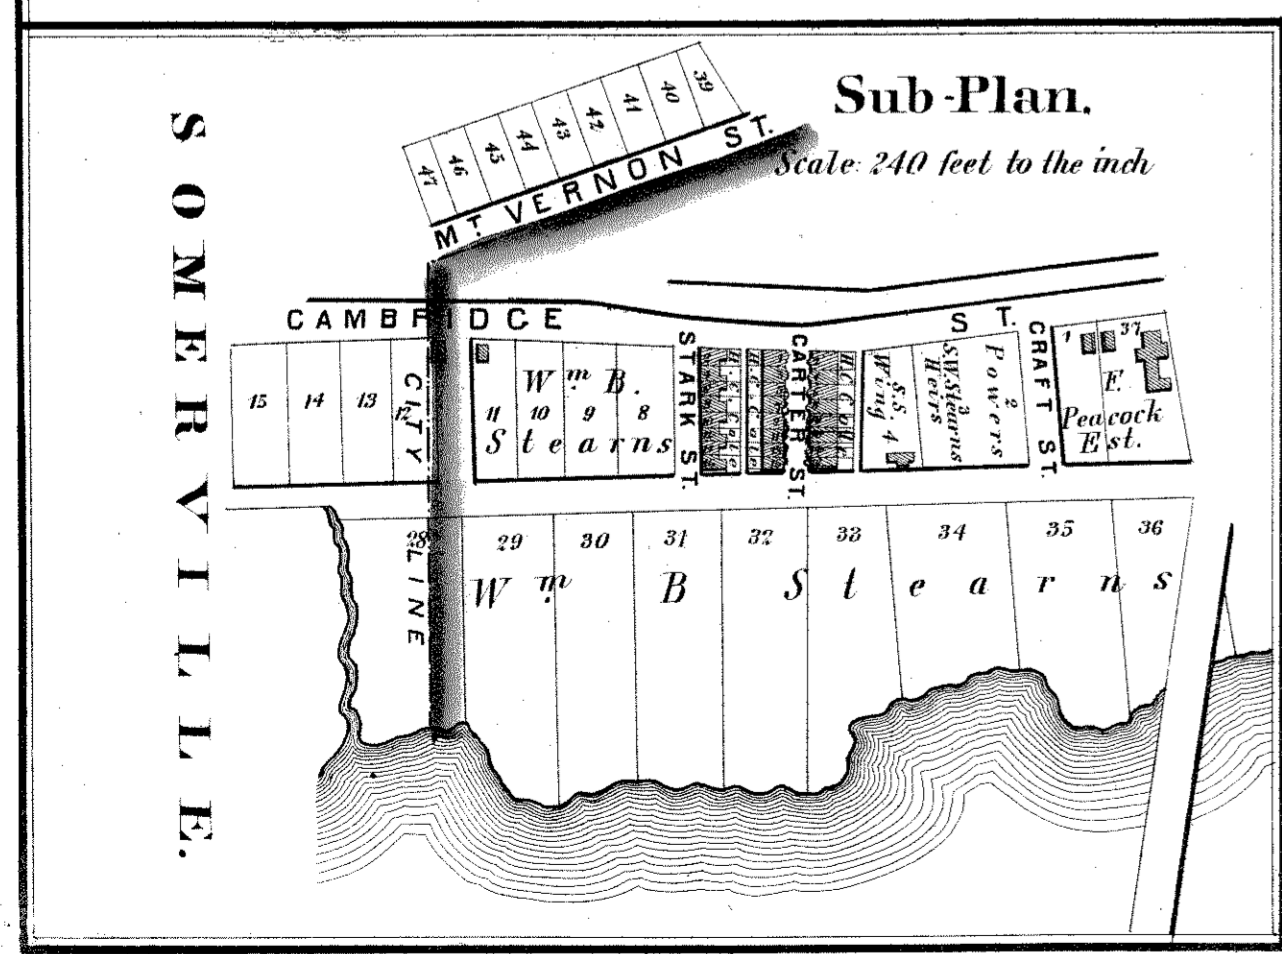 Sub-Plan.
Scale: 240 feet to the inch
SOMERVILLE.
39
40
41
42
43
44
45
46
47
MT. VERNON ST.
CAMBRIDGE ST.
CITY LINE
STARK ST.
CARTER ST.
CRAFT ST.
15
14
13
12
11
10
9
8
Wm B.
Stearns
H. C. Cole
H. C. Cole
S.S.
Wing 4
S.W. Stearns
Heirs 3
Powers 2
1
37
E.
Peacock
Est.
28
29
30
31
32
33
34
35
36
Wm. B Stearns